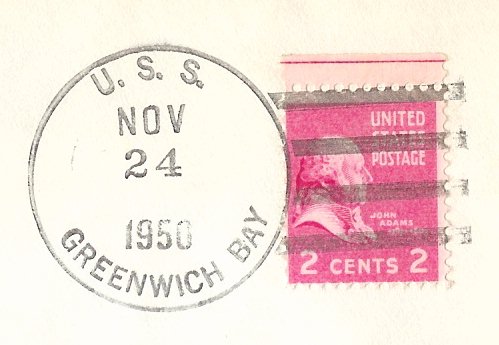 U. S. S.
NOV
24
1950
GREENWICH BAY
UNITED
STATES
POSTAGE
JOHN
ADAMS
2 CENTS 2